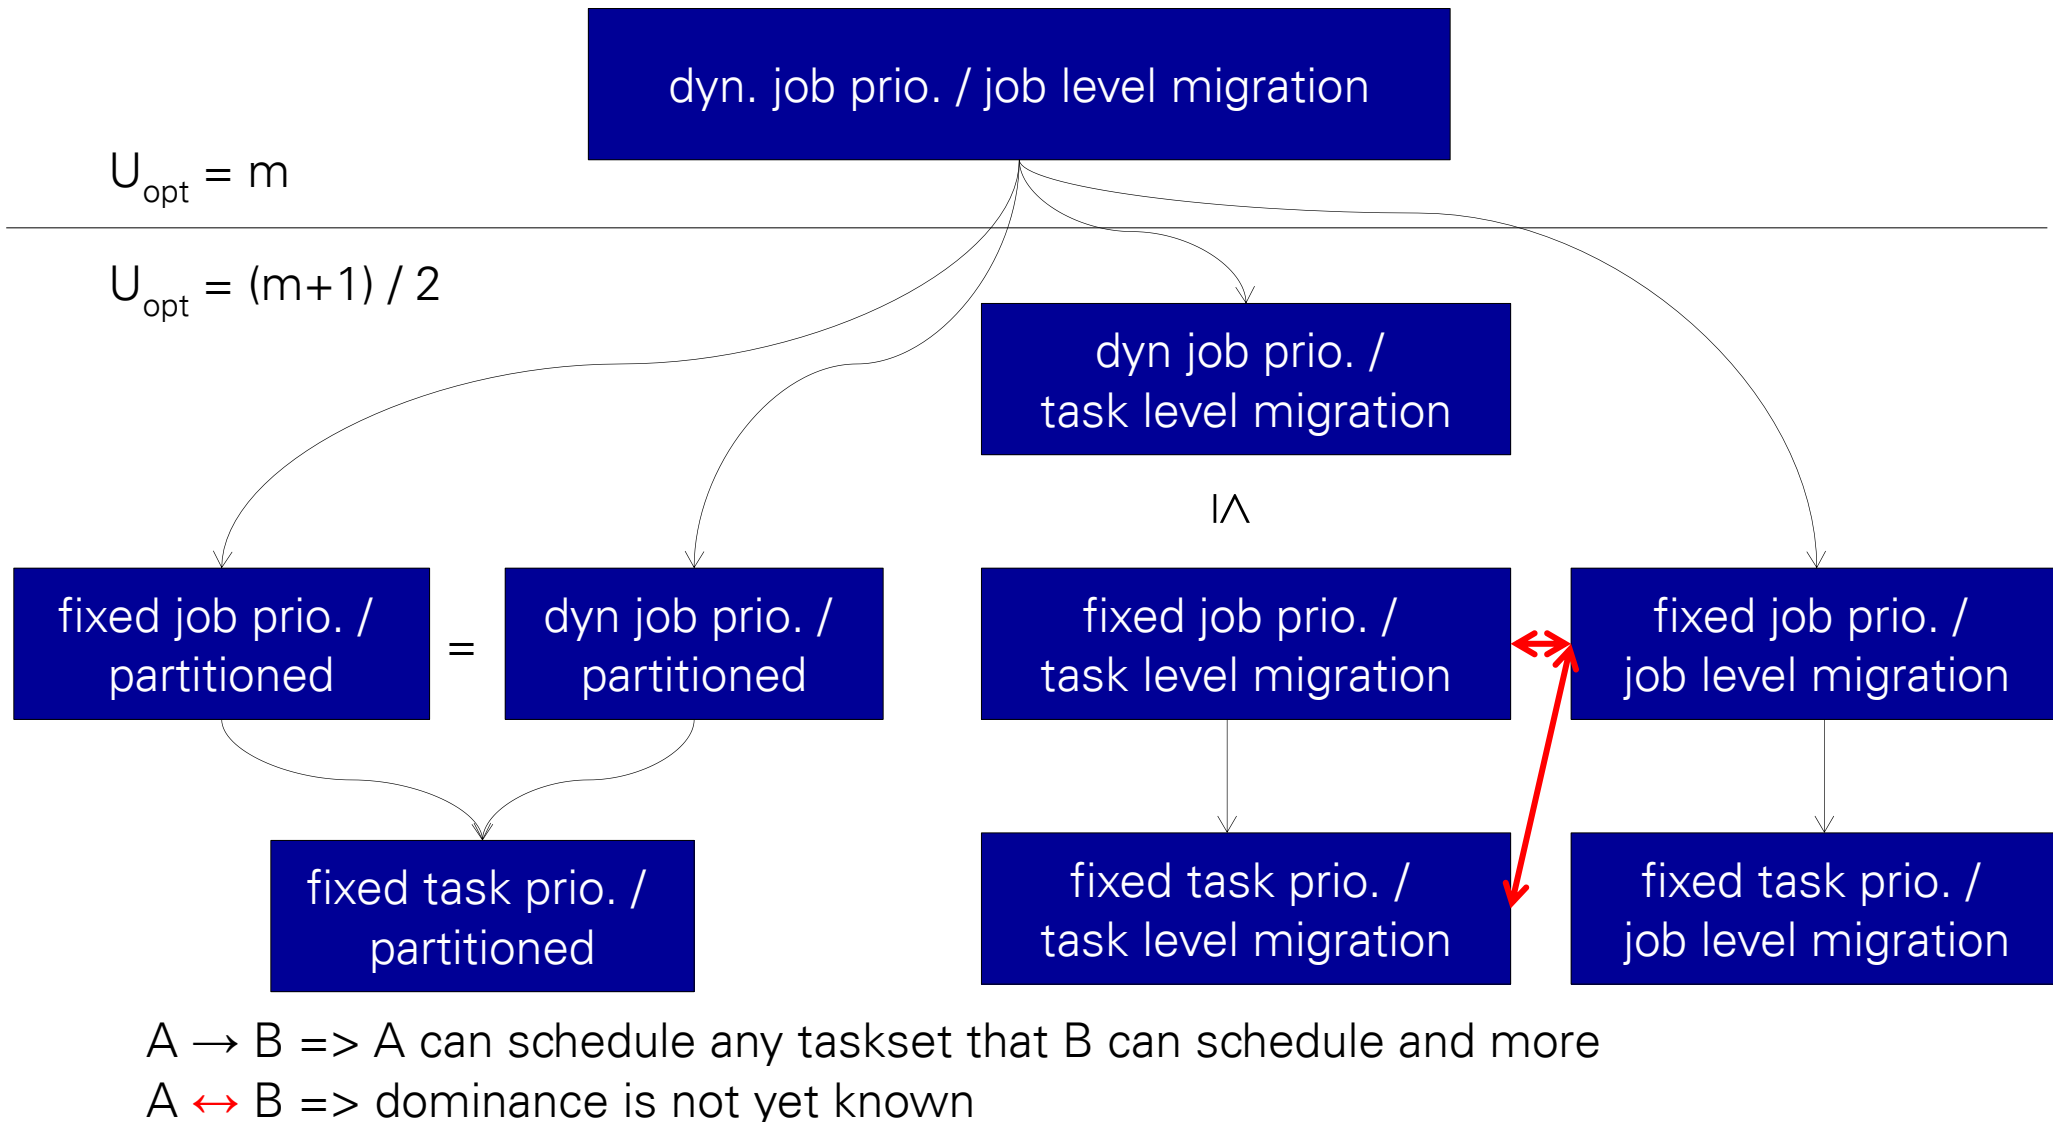 dyn. job prio. / job level migration
Uopt = m
Uopt = (m+1) / 2
dyn job prio. /
task level migration
I∧
fixed job prio. /
partitioned
=
dyn job prio. /
partitioned
fixed job prio. /
task level migration
fixed job prio. /
job level migration
fixed task prio. /
partitioned
fixed task prio. /
task level migration
fixed task prio. /
job level migration
A → B => A can schedule any taskset that B can schedule and more
A ↔ B => dominance is not yet known